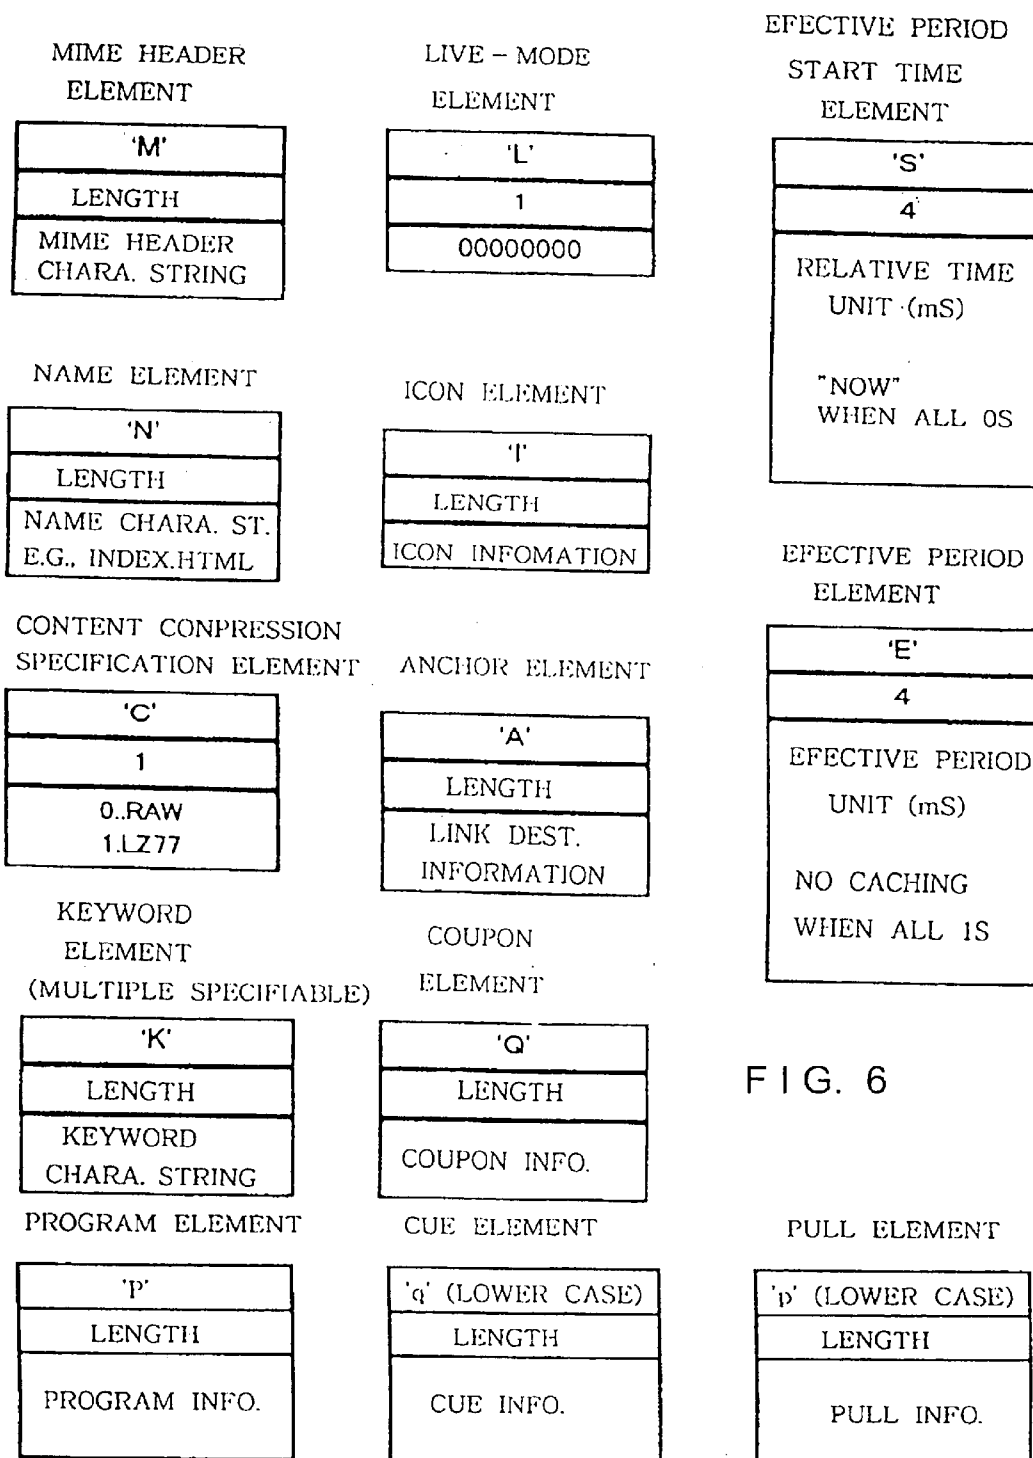 MIME HEADER
ELEMENT
'M'
LENGTH
MIME HEADER
CHARA. STRING
LIVE – MODE
ELEMENT
'L'
1
00000000
EFECTIVE PERIOD
START TIME
ELEMENT
'S'
4
RELATIVE TIME
UNIT (mS)
"NOW"
WHEN ALL 0S
NAME ELEMENT
'N'
LENGTH
NAME CHARA. ST.
E.G., INDEX.HTML
ICON ELEMENT
'I'
LENGTH
ICON INFOMATION
EFECTIVE PERIOD
ELEMENT
'E'
4
EFECTIVE PERIOD
UNIT (mS)
NO CACHING
WHEN ALL 1S
CONTENT CONPRESSION
SPECIFICATION ELEMENT
'C'
1
0..RAW
1.LZ77
ANCHOR ELEMENT
'A'
LENGTH
LINK DEST.
INFORMATION
KEYWORD
ELEMENT
(MULTIPLE SPECIFIABLE)
'K'
LENGTH
KEYWORD
CHARA. STRING
COUPON
ELEMENT
'Q'
LENGTH
COUPON INFO.
FIG. 6
PROGRAM ELEMENT
'P'
LENGTH
PROGRAM INFO.
CUE ELEMENT
'q' (LOWER CASE)
LENGTH
CUE INFO.
PULL ELEMENT
'p' (LOWER CASE)
LENGTH
PULL INFO.